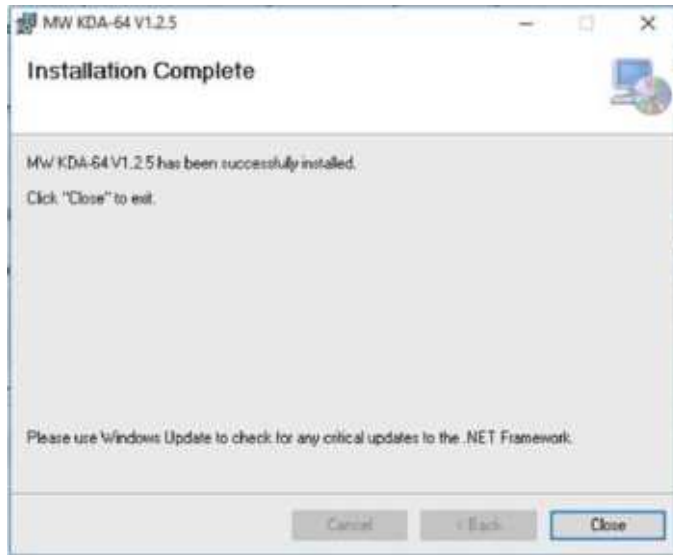 MW KDA-64 V1.2.5
Installation Complete
MW KDA-64 V1.2.5 has been successfully installed.
Click "Close" to exit.
Please use Windows Update to check for any critical updates to the .NET Framework.
Cancel
< Back
Close